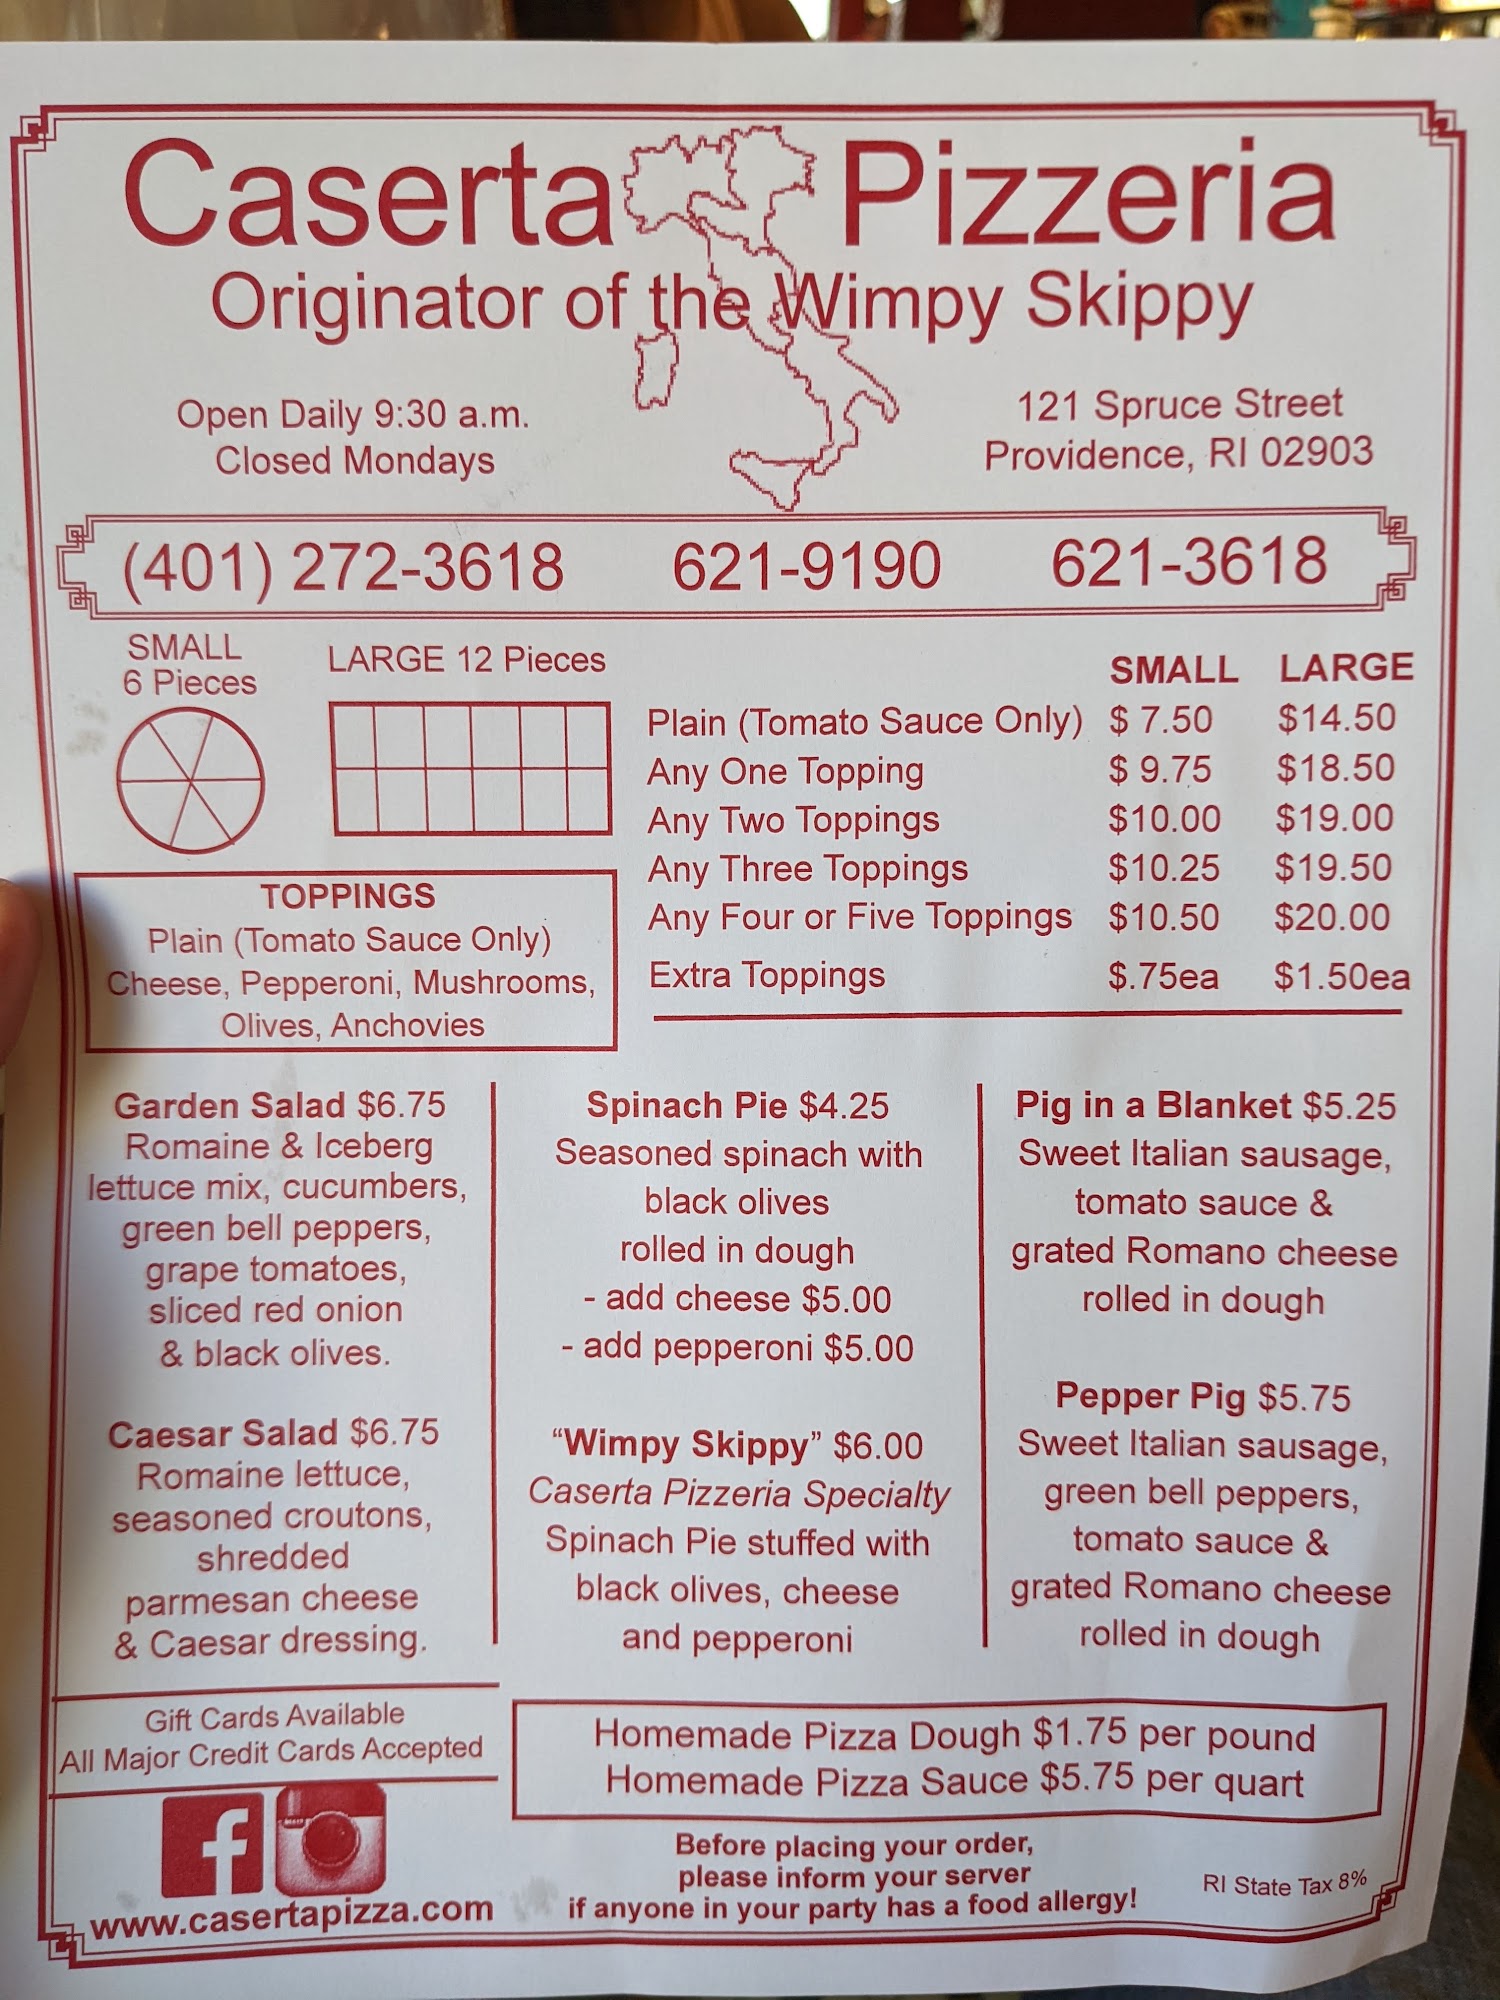 Caserta Pizzeria
Originator of the Wimpy Skippy
Open Daily 9:30 a.m.
Closed Mondays
121 Spruce Street
Providence, RI 02903
(401) 272-3618 621-9190 621-3618
SMALL
6 Pieces
LARGE 12 Pieces
SMALL LARGE
Plain (Tomato Sauce Only) $ 7.50 $14.50
Any One Topping $ 9.75 $18.50
Any Two Toppings $10.00 $19.00
Any Three Toppings $10.25 $19.50
Any Four or Five Toppings $10.50 $20.00
Extra Toppings $.75ea $1.50ea
TOPPINGS
Plain (Tomato Sauce Only)
Cheese, Pepperoni, Mushrooms,
Olives, Anchovies
Garden Salad $6.75
Romaine & Iceberg
lettuce mix, cucumbers,
green bell peppers,
grape tomatoes,
sliced red onion
& black olives.
Caesar Salad $6.75
Romaine lettuce,
seasoned croutons,
shredded
parmesan cheese
& Caesar dressing.
Spinach Pie $4.25
Seasoned spinach with
black olives
rolled in dough
- add cheese $5.00
- add pepperoni $5.00
“Wimpy Skippy” $6.00
Caserta Pizzeria Specialty
Spinach Pie stuffed with
black olives, cheese
and pepperoni
Pig in a Blanket $5.25
Sweet Italian sausage,
tomato sauce &
grated Romano cheese
rolled in dough
Pepper Pig $5.75
Sweet Italian sausage,
green bell peppers,
tomato sauce &
grated Romano cheese
rolled in dough
Gift Cards Available
All Major Credit Cards Accepted
f
www.casertapizza.com
Homemade Pizza Dough $1.75 per pound
Homemade Pizza Sauce $5.75 per quart
Before placing your order,
please inform your server
if anyone in your party has a food allergy!
RI State Tax 8%